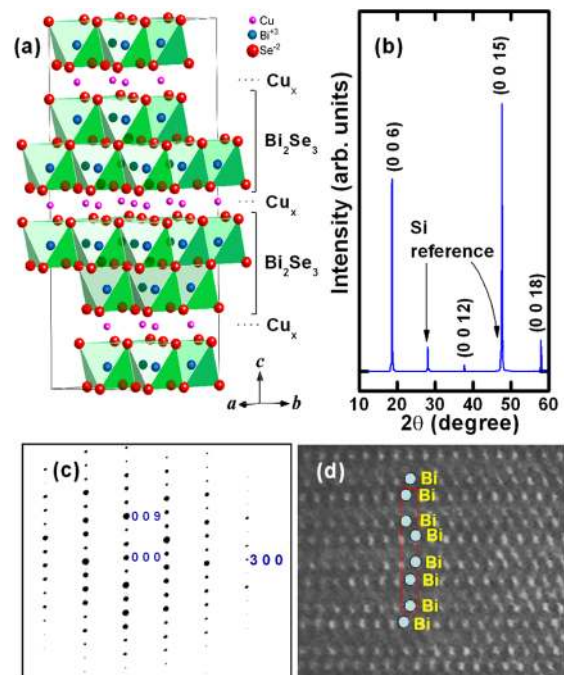 (a)
Cu
Bi+3
Se-2
Cux
Bi2Se3
Cux
Bi2Se3
Cux
c
a
b
(b)
Intensity (arb. units)
(0 0 6)
Si
reference
(0 0 12)
(0 0 15)
(0 0 18)
10 20 30 40 50 60
2θ (degree)
(c)
0 0 9
0 0 0
-3 0 0
(d)
Bi
Bi
Bi
Bi
Bi
Bi
Bi
Bi